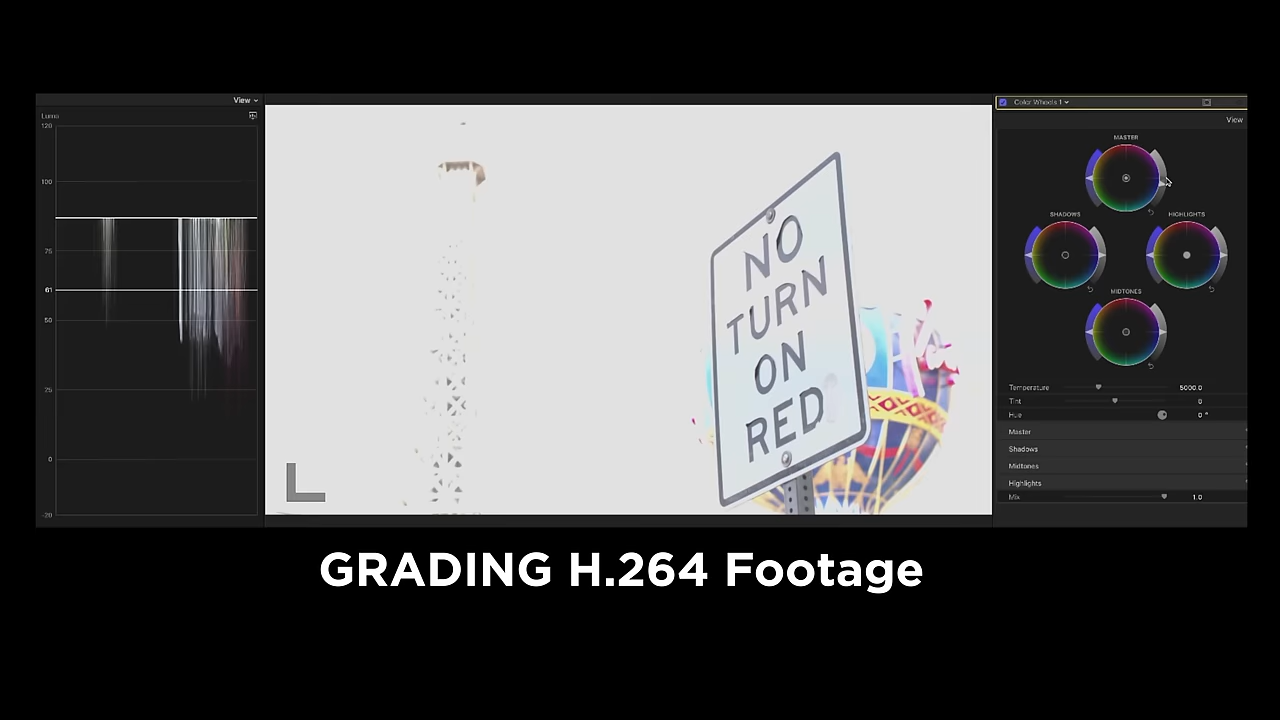 View
Luma
120
100
75
61
50
25
0
-20
NO
TURN
ON
RED
Color Wheels 1
View
MASTER
SHADOWS
HIGHLIGHTS
MIDTONES
Temperature 5000.0
Tint 0
Hue 0 °
Master
Shadows
Midtones
Highlights
Mix 1.0
GRADING H.264 Footage